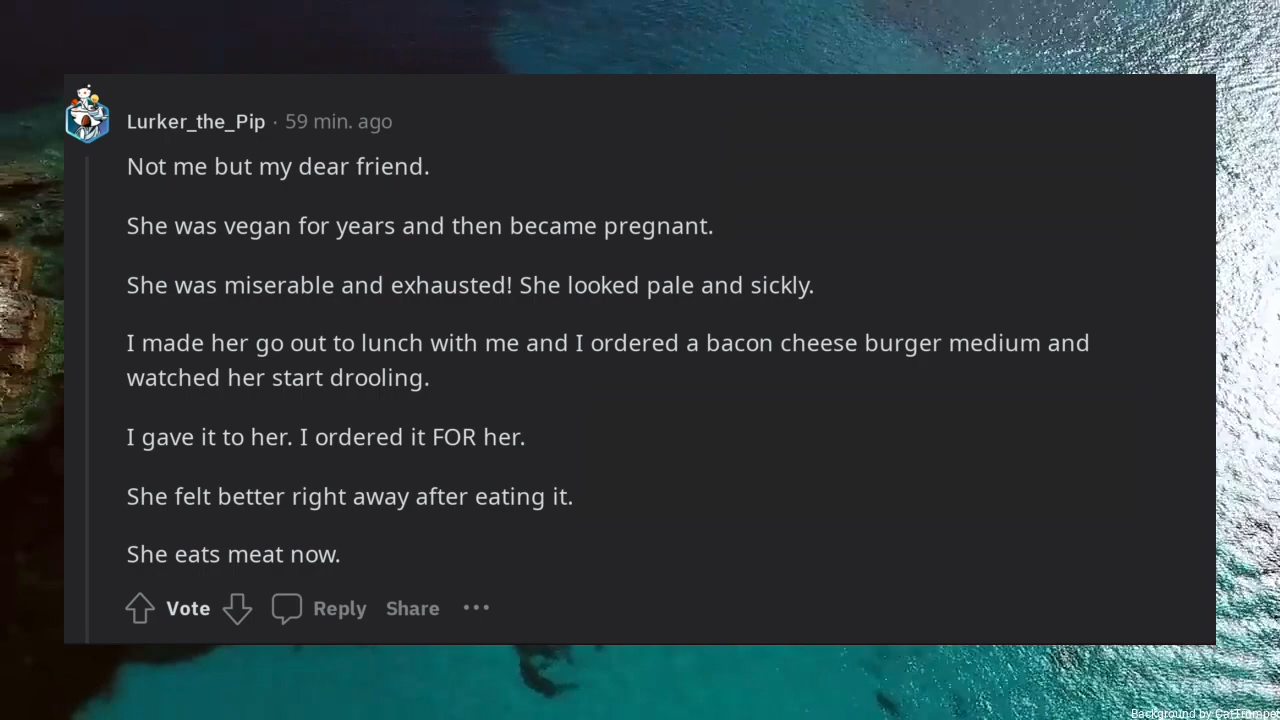 Lurker_the_Pip · 59 min. ago
Not me but my dear friend.
She was vegan for years and then became pregnant.
She was miserable and exhausted! She looked pale and sickly.
I made her go out to lunch with me and I ordered a bacon cheese burger medium and
watched her start drooling.
I gave it to her. I ordered it FOR her.
She felt better right away after eating it.
She eats meat now.
Vote Reply Share
Background by